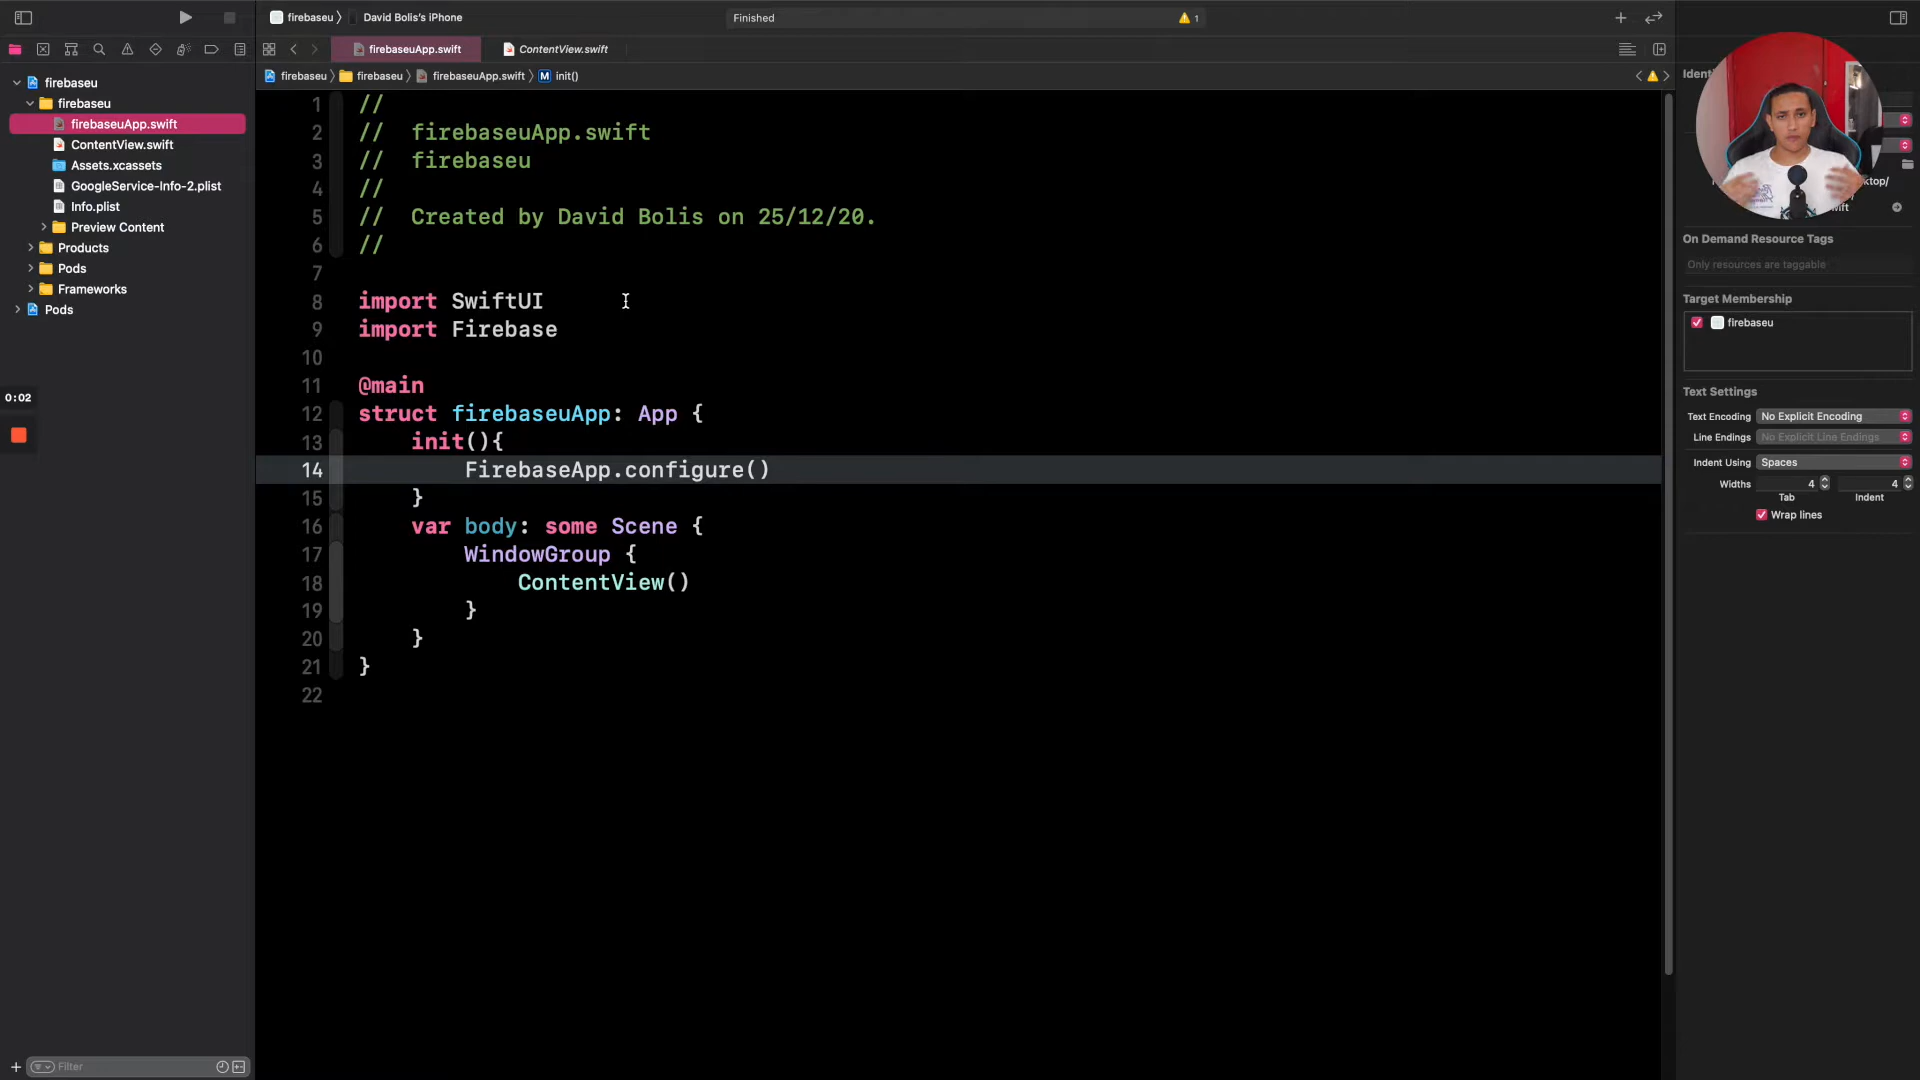 firebaseu
David Bolis's iPhone
Finished
1
firebaseuApp.swift
ContentView.swift
firebaseu
firebaseu
firebaseuApp.swift
M
init()
firebaseu
firebaseu
firebaseuApp.swift
ContentView.swift
Assets.xcassets
GoogleService-Info-2.plist
Info.plist
Preview Content
Products
Pods
Frameworks
Pods
0:02
Filter
1 //
2 //  firebaseuApp.swift
3 //  firebaseu
4 //
5 //  Created by David Bolis on 25/12/20.
6 //
7
8 import SwiftUI
9 import Firebase
10
11 @main
12 struct firebaseuApp: App {
13     init(){
14         FirebaseApp.configure()
15     }
16     var body: some Scene {
17         WindowGroup {
18             ContentView()
19         }
20     }
21 }
22
ktop/
On Demand Resource Tags
Only resources are taggable
Target Membership
firebaseu
Text Settings
Text Encoding No Explicit Encoding
Line Endings No Explicit Line Endings
Indent Using Spaces
Widths 4 4
Tab Indent
Wrap lines